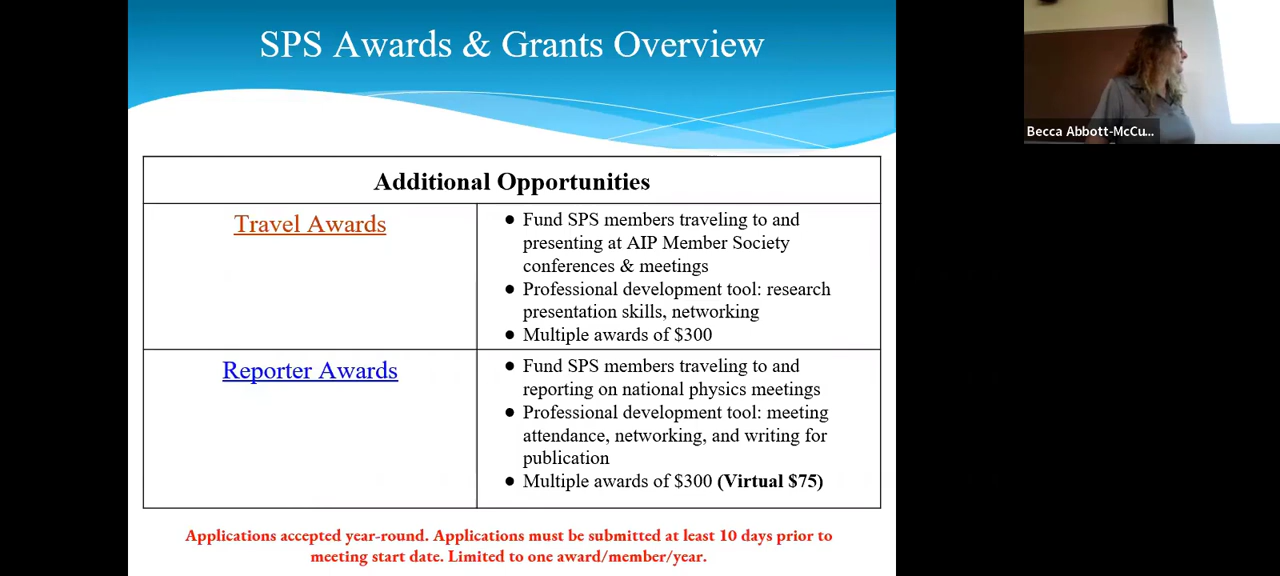 SPS Awards & Grants Overview
Becca Abbott-McCu...
Additional Opportunities
Travel Awards
● Fund SPS members traveling to and
presenting at AIP Member Society
conferences & meetings
● Professional development tool: research
presentation skills, networking
● Multiple awards of $300
Reporter Awards
● Fund SPS members traveling to and
reporting on national physics meetings
● Professional development tool: meeting
attendance, networking, and writing for
publication
● Multiple awards of $300 (Virtual $75)
Applications accepted year-round. Applications must be submitted at least 10 days prior to
meeting start date. Limited to one award/member/year.